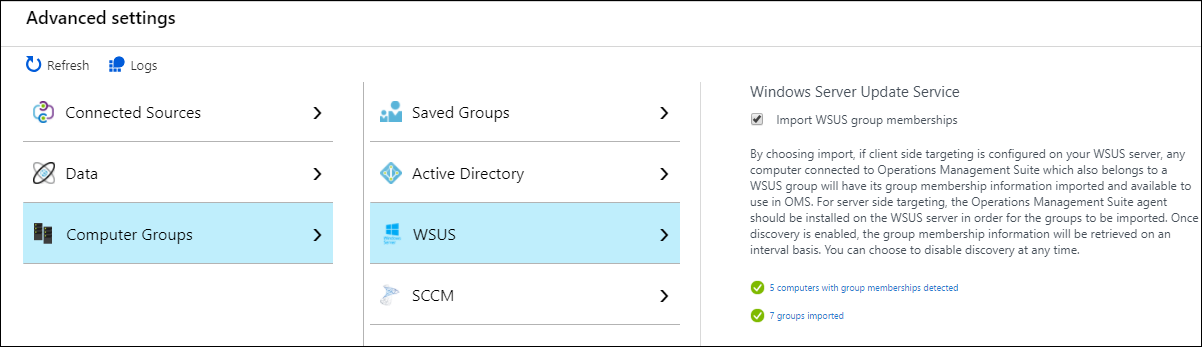 Advanced settings
Refresh
Logs
Connected Sources
Data
Computer Groups
Saved Groups
Active Directory
WSUS
SCCM
Windows Server Update Service
Import WSUS group memberships
By choosing import, if client side targeting is configured on your WSUS server, any
computer connected to Operations Management Suite which also belongs to a
WSUS group will have its group membership information imported and available to
use in OMS. For server side targeting, the Operations Management Suite agent
should be installed on the WSUS server in order for the groups to be imported. Once
discovery is enabled, the group membership information will be retrieved on an
interval basis. You can choose to disable discovery at any time.
5 computers with group memberships detected
7 groups imported